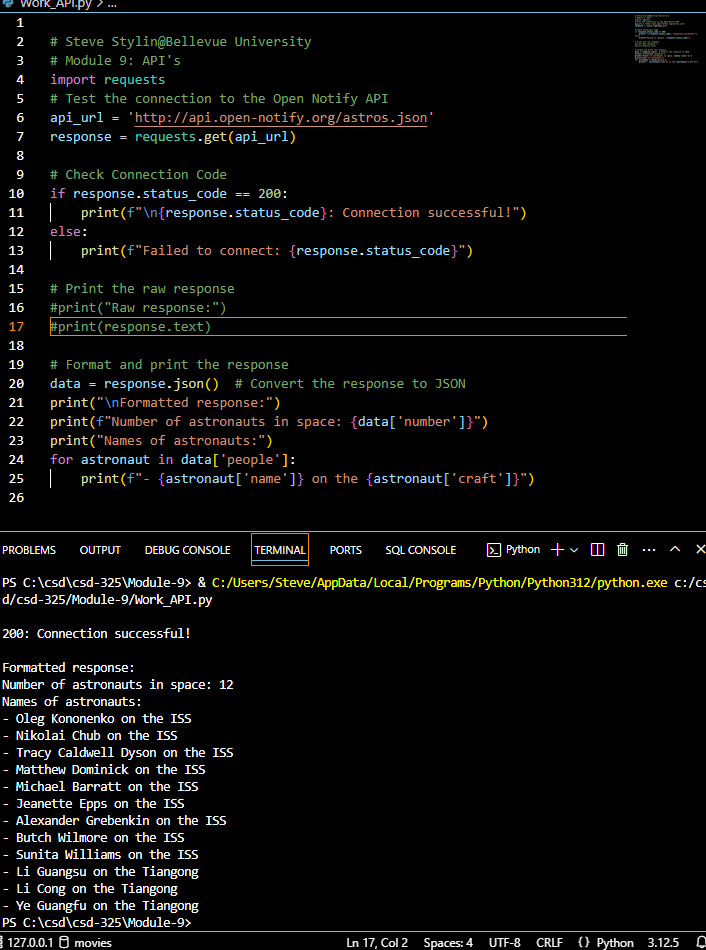 Work_API.py > ...
1
2 # Steve Stylin@Bellevue University
3 # Module 9: API's
4 import requests
5 # Test the connection to the Open Notify API
6 api_url = 'http://api.open-notify.org/astros.json'
7 response = requests.get(api_url)
8
9 # Check Connection Code
10 if response.status_code == 200:
11     print(f"\n{response.status_code}: Connection successful!")
12 else:
13     print(f"Failed to connect: {response.status_code}")
14
15 # Print the raw response
16 #print("Raw response:")
17 #print(response.text)
18
19 # Format and print the response
20 data = response.json()  # Convert the response to JSON
21 print("\nFormatted response:")
22 print(f"Number of astronauts in space: {data['number']}")
23 print("Names of astronauts:")
24 for astronaut in data['people']:
25     print(f"- {astronaut['name']} on the {astronaut['craft']}")
26
PROBLEMS OUTPUT DEBUG CONSOLE TERMINAL PORTS SQL CONSOLE Python
PS C:\csd\csd-325\Module-9> & C:/Users/Steve/AppData/Local/Programs/Python/Python312/python.exe c:/cs
d/csd-325/Module-9/Work_API.py
200: Connection successful!
Formatted response:
Number of astronauts in space: 12
Names of astronauts:
- Oleg Kononenko on the ISS
- Nikolai Chub on the ISS
- Tracy Caldwell Dyson on the ISS
- Matthew Dominick on the ISS
- Michael Barratt on the ISS
- Jeanette Epps on the ISS
- Alexander Grebenkin on the ISS
- Butch Wilmore on the ISS
- Sunita Williams on the ISS
- Li Guangsu on the Tiangong
- Li Cong on the Tiangong
- Ye Guangfu on the Tiangong
PS C:\csd\csd-325\Module-9>
127.0.0.1 movies Ln 17, Col 2 Spaces: 4 UTF-8 CRLF {} Python 3.12.5